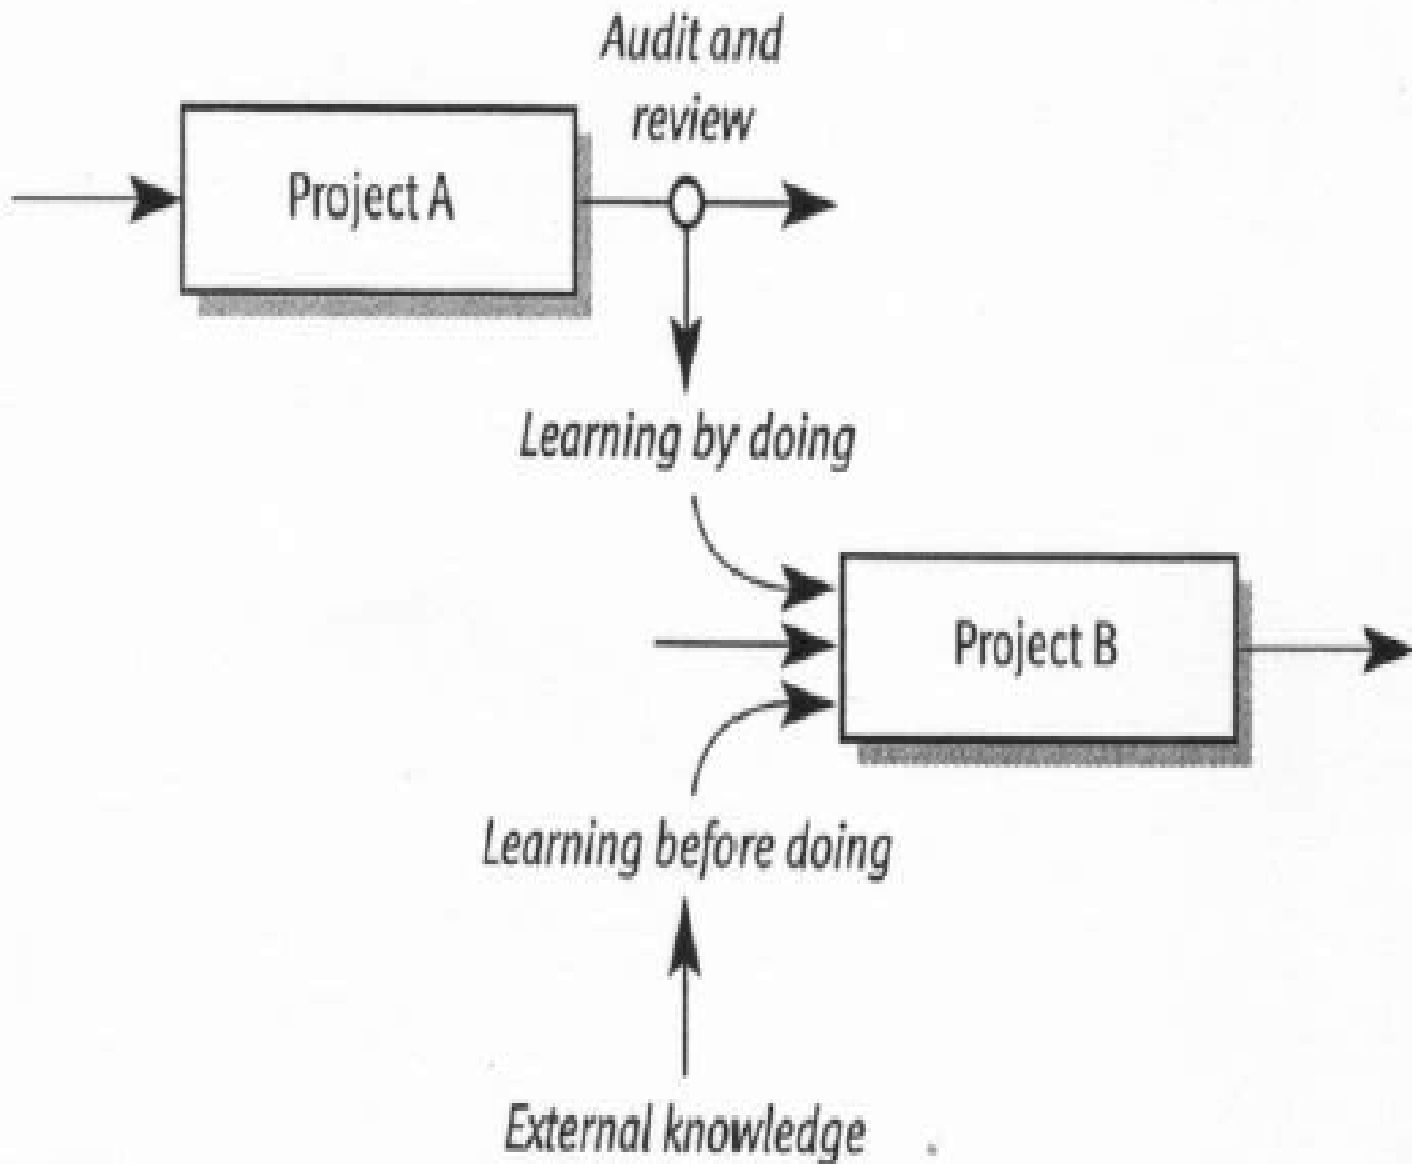 Audit and
review
Project A
Learning by doing
Project B
Learning before doing
External knowledge